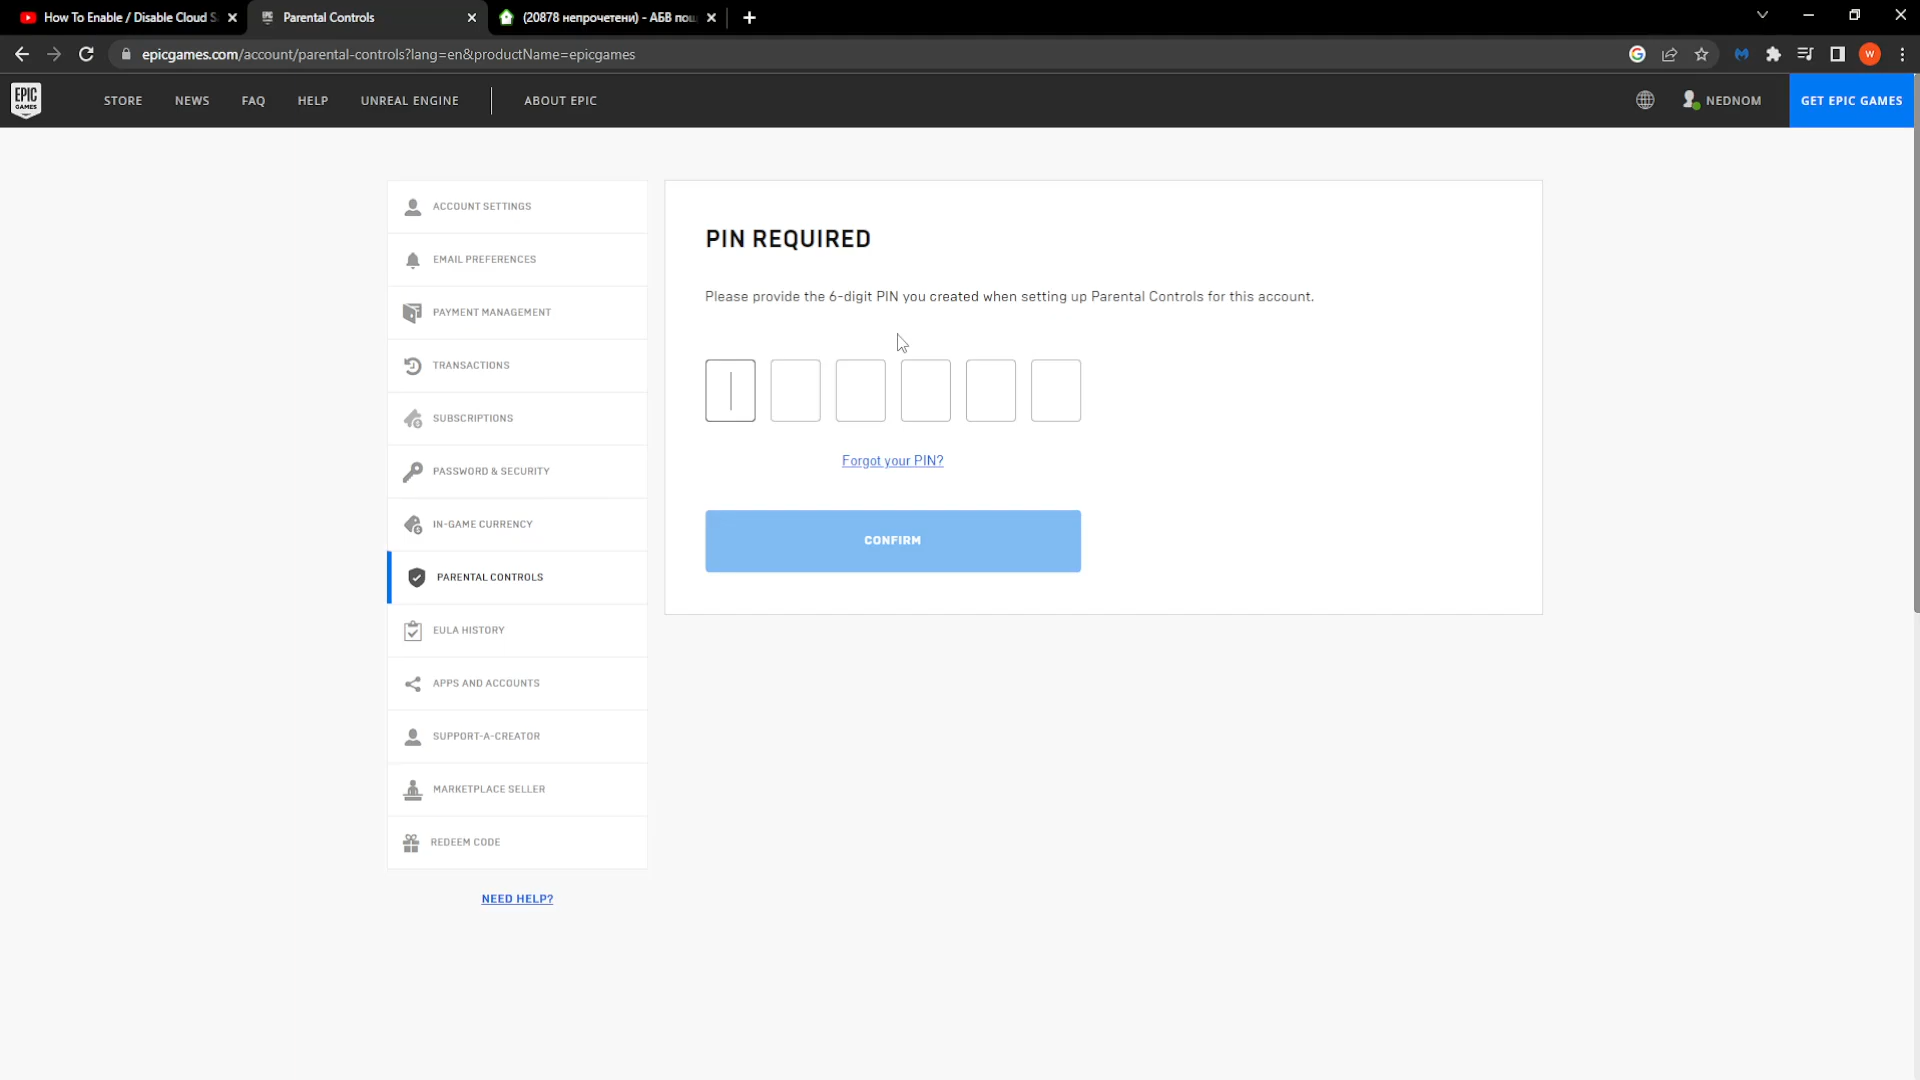 How To Enable / Disable Cloud S
Parental Controls
(20878 непрочетени) - АБВ пощ
epicgames.com/account/parental-controls?lang=en&productName=epicgames
W
EPIC
GAMES
STORE
NEWS
FAQ
HELP
UNREAL ENGINE
ABOUT EPIC
NEDNOM
GET EPIC GAMES
ACCOUNT SETTINGS
EMAIL PREFERENCES
PAYMENT MANAGEMENT
TRANSACTIONS
SUBSCRIPTIONS
PASSWORD & SECURITY
IN-GAME CURRENCY
PARENTAL CONTROLS
EULA HISTORY
APPS AND ACCOUNTS
SUPPORT-A-CREATOR
MARKETPLACE SELLER
REDEEM CODE
NEED HELP?
PIN REQUIRED
Please provide the 6-digit PIN you created when setting up Parental Controls for this account.
Forgot your PIN?
CONFIRM